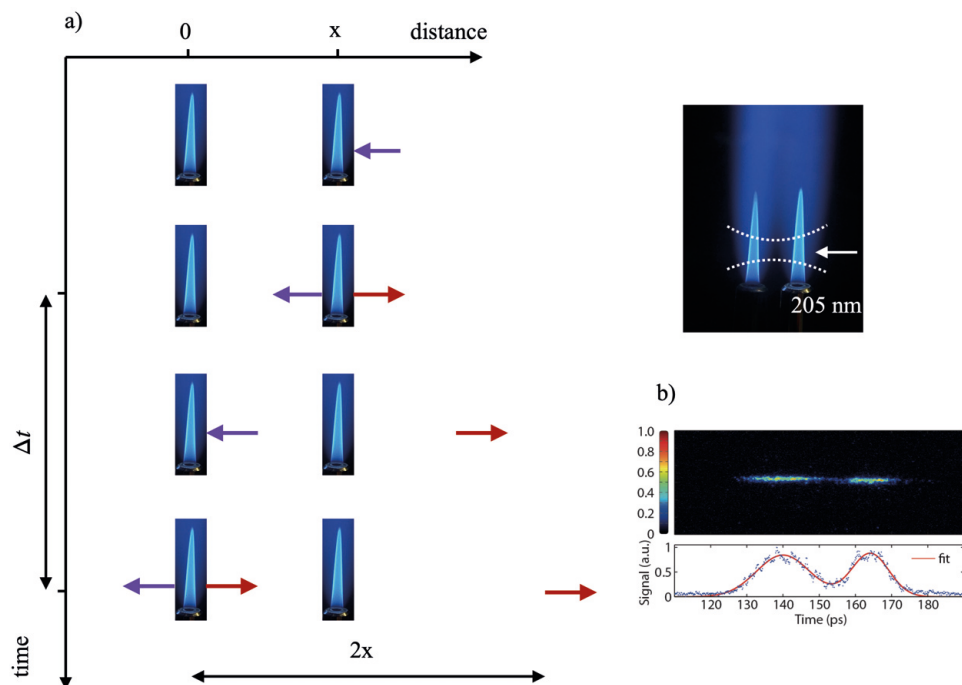 a)
0 x distance
205 nm
Δt
b)
1.0
0.8
0.6
0.4
0.2
0
1
0.5
0
Signal (a.u.)
fit
120 130 140 150 160 170 180
Time (ps)
time
2x